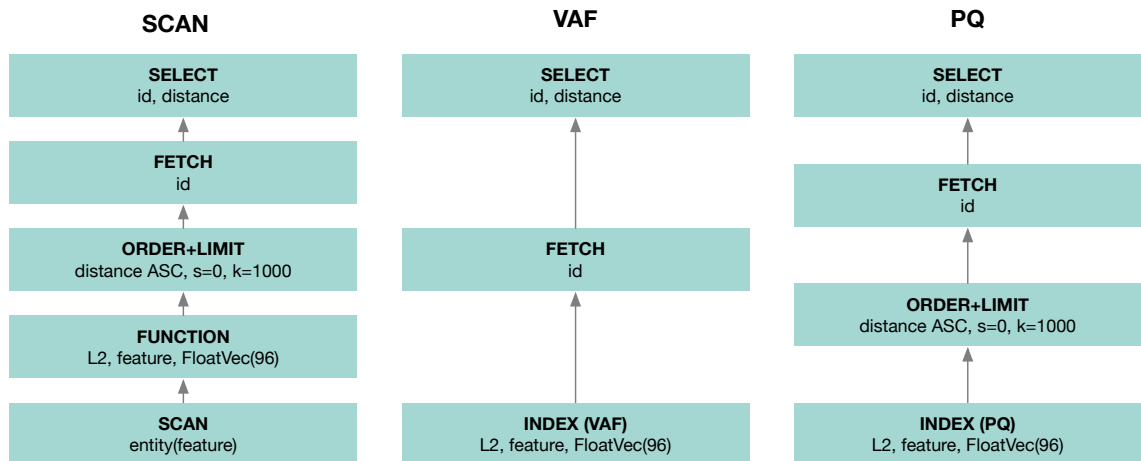 SCAN
SELECT
id, distance
FETCH
id
ORDER+LIMIT
distance ASC, s=0, k=1000
FUNCTION
L2, feature, FloatVec(96)
SCAN
entity(feature)
VAF
SELECT
id, distance
FETCH
id
INDEX (VAF)
L2, feature, FloatVec(96)
PQ
SELECT
id, distance
FETCH
id
ORDER+LIMIT
distance ASC, s=0, k=1000
INDEX (PQ)
L2, feature, FloatVec(96)